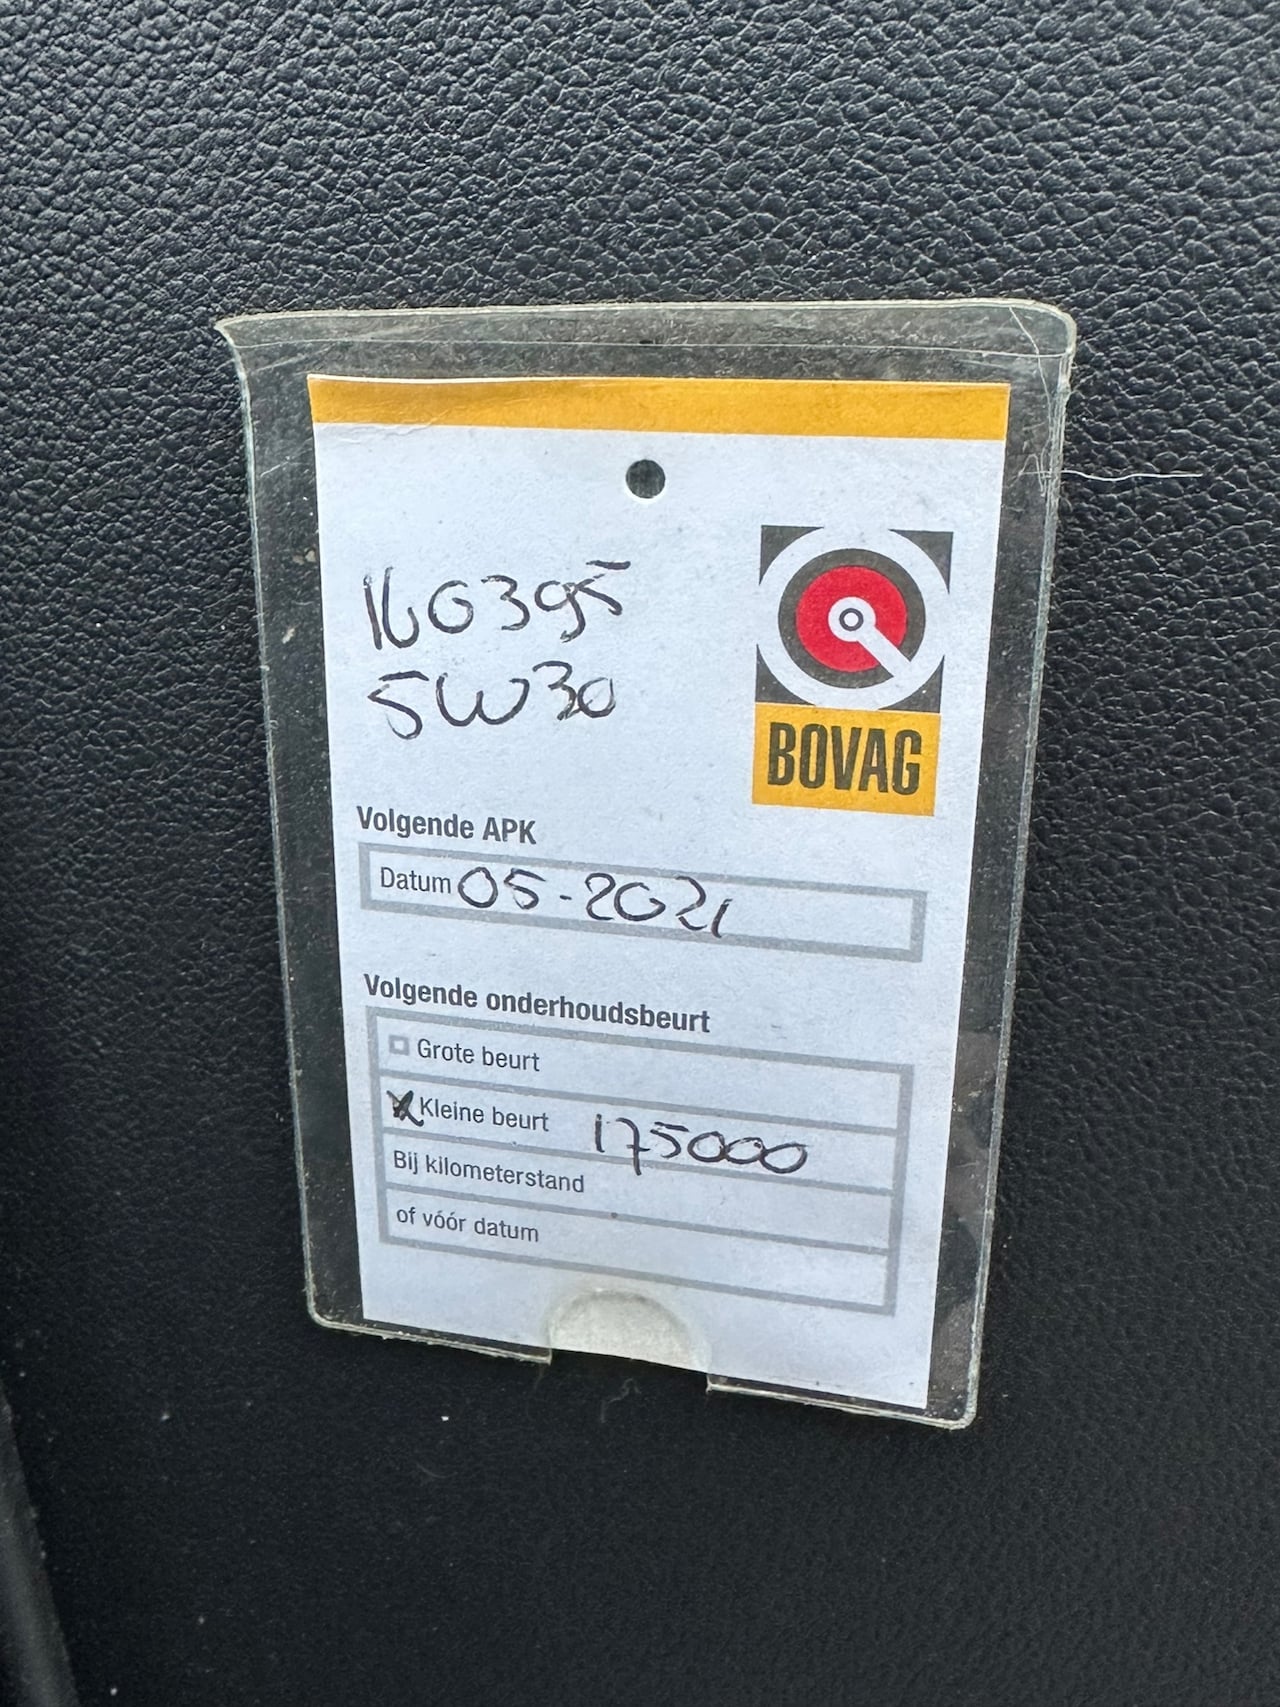 160395
5W30
BOVAG
Volgende APK
Datum 05-2021
Volgende onderhoudsbeurt
Grote beurt
Kleine beurt 175000
Bij kilometerstand
of vóór datum